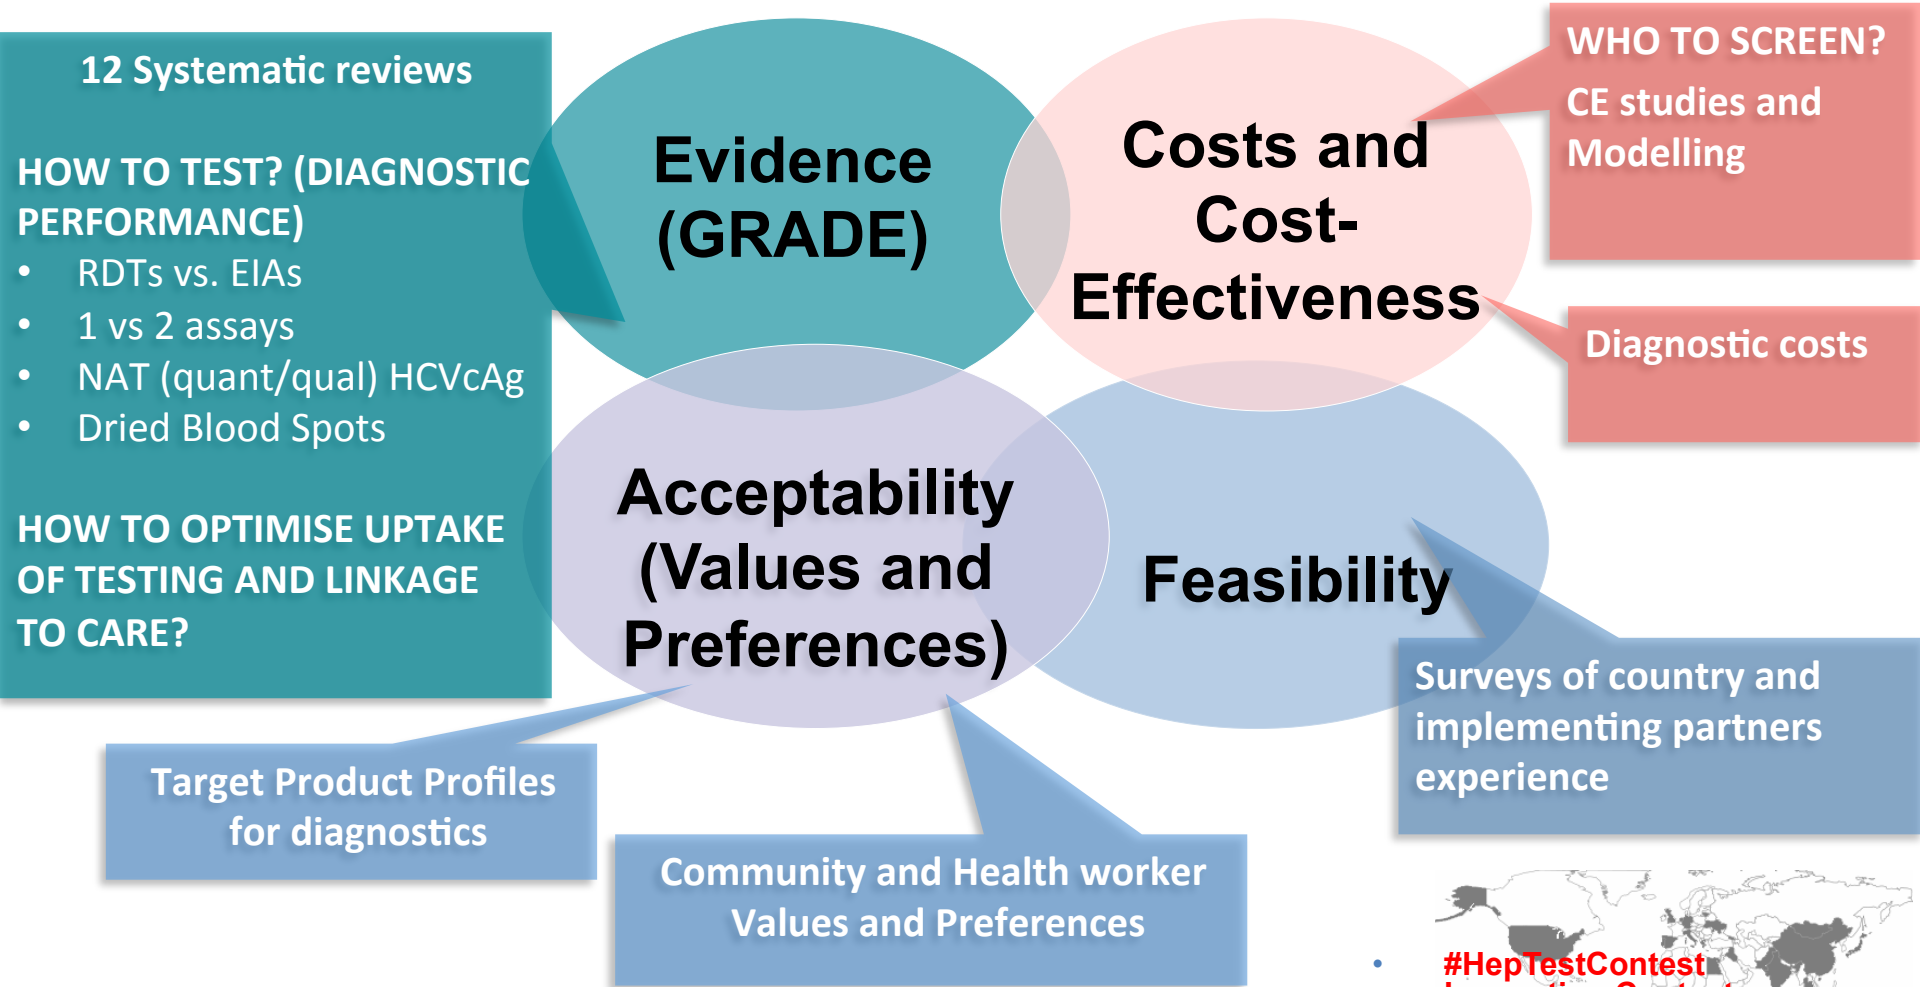 12 Systematic reviews
HOW TO TEST? (DIAGNOSTIC
PERFORMANCE)
• RDTs vs. EIAs
• 1 vs 2 assays
• NAT (quant/qual) HCVcAg
• Dried Blood Spots
HOW TO OPTIMISE UPTAKE
OF TESTING AND LINKAGE
TO CARE?
Evidence
(GRADE)
Costs and
Cost-
Effectiveness
WHO TO SCREEN?
CE studies and
Modelling
Diagnostic costs
Acceptability
(Values and
Preferences)
Feasibility
Surveys of country and
implementing partners
experience
Target Product Profiles
for diagnostics
Community and Health worker
Values and Preferences
• #HepTestContest